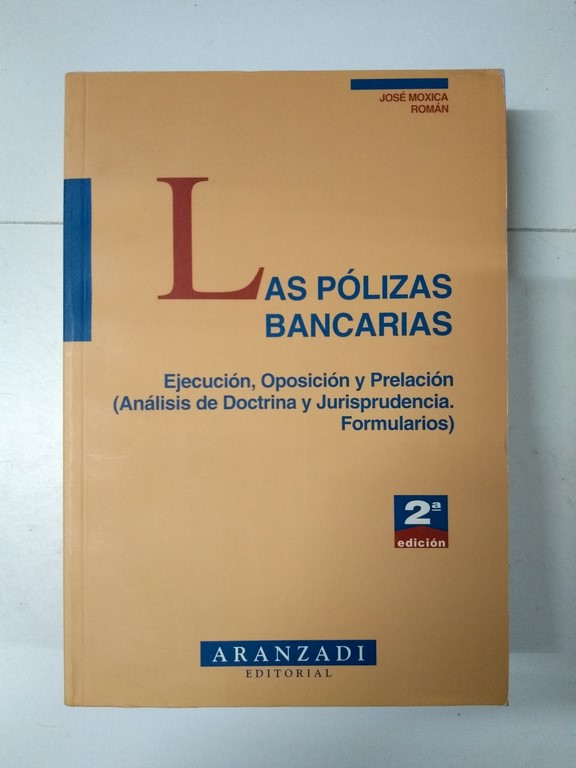 JOSÉ MOXICA
ROMÁN
LAS PÓLIZAS
BANCARIAS
Ejecución, Oposición y Prelación
(Análisis de Doctrina y Jurisprudencia.
Formularios)
2ª
edición
ARANZADI
EDITORIAL